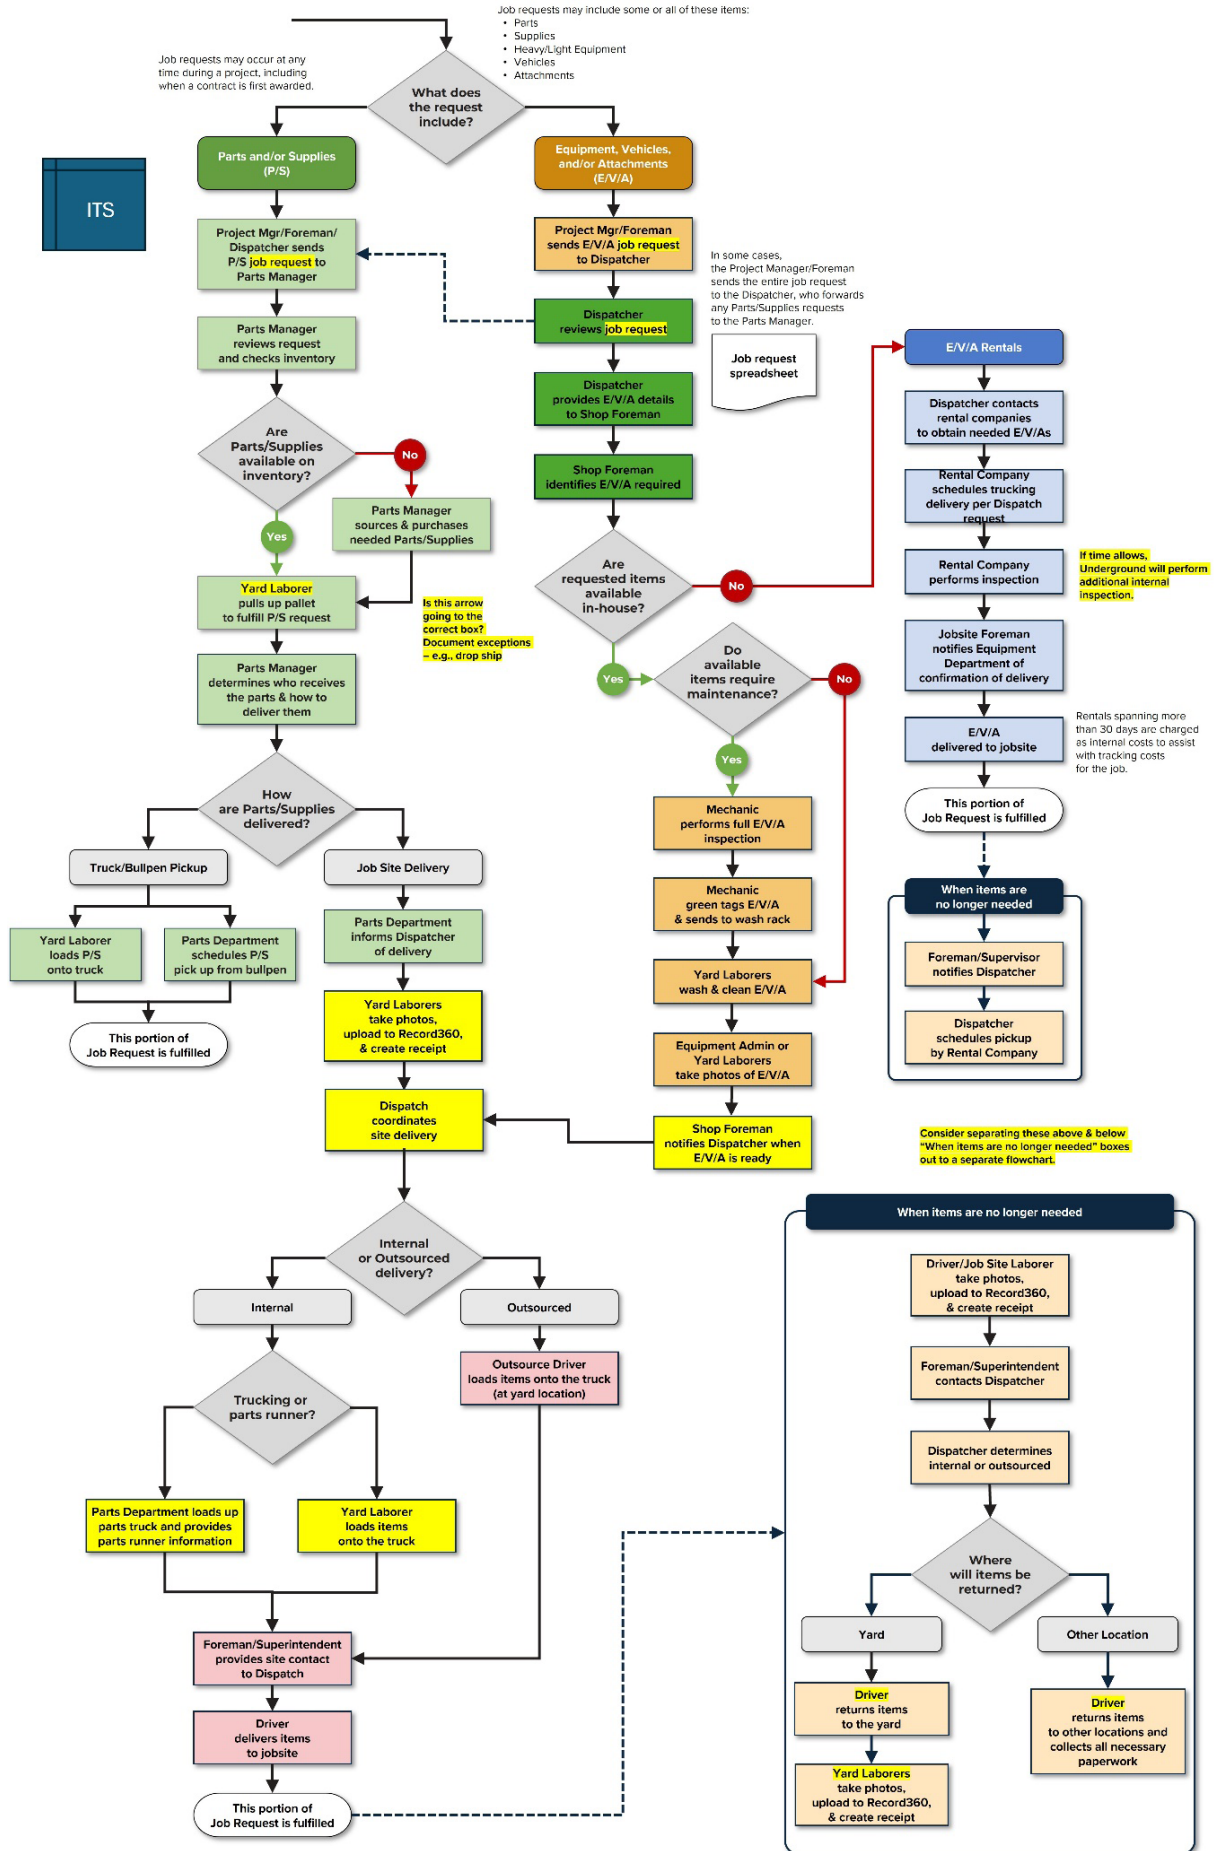 Job requests may include some or all of these items:
• Parts
• Supplies
• Heavy/Light Equipment
• Vehicles
• Attachments
Job requests may occur at any
time during a project, including
when a contract is first awarded.
What does
the request
include?
ITS
Parts and/or Supplies
(P/S)
Equipment, Vehicles,
and/or Attachments
(E/V/A)
Project Mgr/Foreman/
Dispatcher sends
P/S job request to
Parts Manager
Project Mgr/Foreman
sends E/V/A job request
to Dispatcher
In some cases,
the Project Manager/Foreman
sends the entire job request
to the Dispatcher, who forwards
any Parts/Supplies requests
to the Parts Manager.
Parts Manager
reviews request
and checks inventory
Dispatcher
reviews job request
Job request
spreadsheet
E/V/A Rentals
Dispatcher
provides E/V/A details
to Shop Foreman
Dispatcher contacts
rental companies
to obtain needed E/V/As
Are
Parts/Supplies
available on
inventory?
No
Shop Foreman
identifies E/V/A required
Rental Company
schedules trucking
delivery per Dispatch
request
Yes
Parts Manager
sources & purchases
needed Parts/Supplies
Are
requested items
available
in-house?
No
Rental Company
performs inspection
If time allows,
Underground will perform
additional internal
inspection.
Yard Laborer
pulls up pallet
to fulfill P/S request
Is this arrow
going to the
correct box?
Document exceptions
– e.g., drop ship
Jobsite Foreman
notifies Equipment
Department of
confirmation of delivery
Parts Manager
determines who receives
the parts & how to
deliver them
Yes
Do
available
items require
maintenance?
No
E/V/A
delivered to jobsite
Rentals spanning more
than 30 days are charged
as internal costs to assist
with tracking costs
for the job.
How
are Parts/Supplies
delivered?
Yes
This portion of
Job Request is fulfilled
Mechanic
performs full E/V/A
inspection
Truck/Bullpen Pickup
Job Site Delivery
When items are
no longer needed
Mechanic
green tags E/V/A
& sends to wash rack
Yard Laborer
loads P/S
onto truck
Parts Department
schedules P/S
pick up from bullpen
Parts Department
informs Dispatcher
of delivery
Foreman/Supervisor
notifies Dispatcher
Yard Laborers
wash & clean E/V/A
This portion of
Job Request is fulfilled
Yard Laborers
take photos,
upload to Record360,
& create receipt
Equipment Admin or
Yard Laborers
take photos of E/V/A
Dispatcher
schedules pickup
by Rental Company
Dispatch
coordinates
site delivery
Shop Foreman
notifies Dispatcher when
E/V/A is ready
Consider separating these above & below
“When items are no longer needed” boxes
out to a separate flowchart.
When items are no longer needed
Internal
or Outsourced
delivery?
Driver/Job Site Laborer
take photos,
upload to Record360,
& create receipt
Internal
Outsourced
Outsource Driver
loads items onto the truck
(at yard location)
Foreman/Superintendent
contacts Dispatcher
Trucking or
parts runner?
Dispatcher determines
internal or outsourced
Parts Department loads up
parts truck and provides
parts runner information
Yard Laborer
loads items
onto the truck
Where
will items be
returned?
Foreman/Superintendent
provides site contact
to Dispatch
Yard
Other Location
Driver
delivers items
to jobsite
Driver
returns items
to the yard
Driver
returns items
to other locations and
collects all necessary
paperwork
This portion of
Job Request is fulfilled
Yard Laborers
take photos,
upload to Record360,
& create receipt